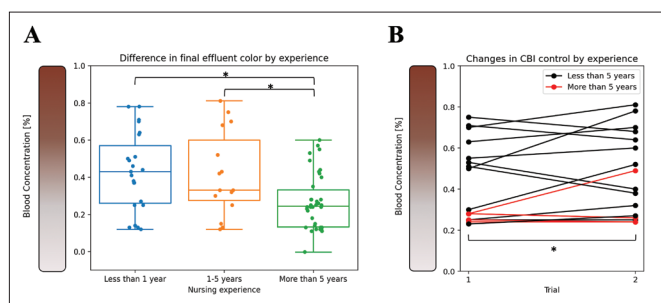 A
Difference in final effluent color by experience
Blood Concentration [%]
1.0
0.8
0.6
0.4
0.2
0.0
*
*
Less than 1 year
1-5 years
More than 5 years
Nursing experience
B
Changes in CBI control by experience
Blood Concentration [%]
1.0
0.8
0.6
0.4
0.2
0.0
Less than 5 years
More than 5 years
*
1
2
Trial